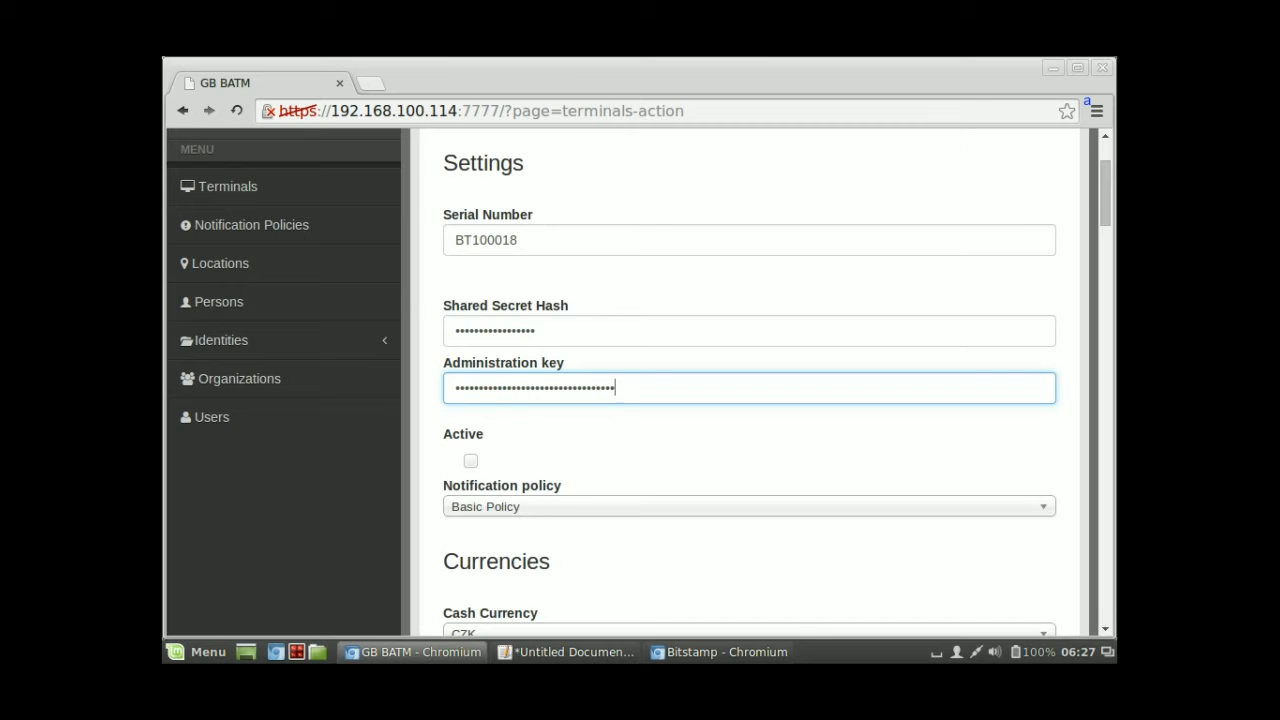 GB BATM
https://192.168.100.114:7777/?page=terminals-action
a
MENU
Terminals
Notification Policies
Locations
Persons
Identities
Organizations
Users
Settings
Serial Number
BT100018
Shared Secret Hash
•••••••••••••••••
Administration key
••••••••••••••••••••••••••••••••••
Active
Notification policy
Basic Policy
Currencies
Cash Currency
CZK
Menu
GB BATM - Chromium
*Untitled Documen...
Bitstamp - Chromium
100%
06:27